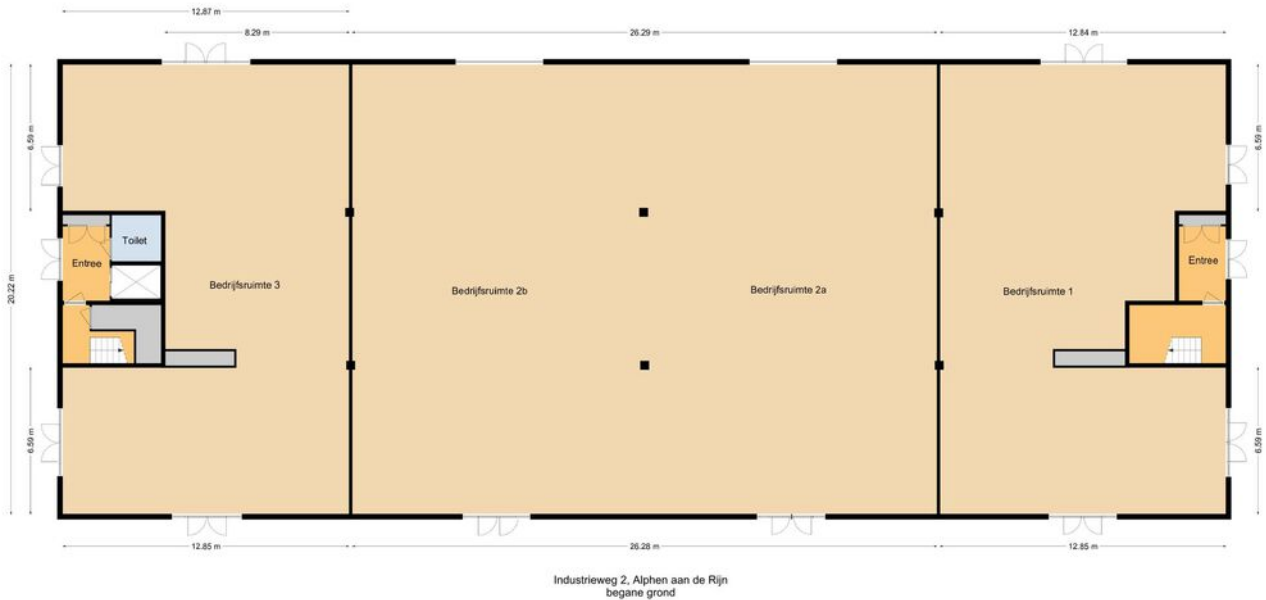 12.87 m
8.29 m
26.29 m
12.84 m
6.59 m
6.59 m
20.22 m
Toilet
Entree
Entree
Bedrijfsruimte 3
Bedrijfsruimte 2b
Bedrijfsruimte 2a
Bedrijfsruimte 1
6.59 m
6.59 m
12.85 m
26.28 m
12.85 m
Industrieweg 2, Alphen aan de Rijn
begane grond